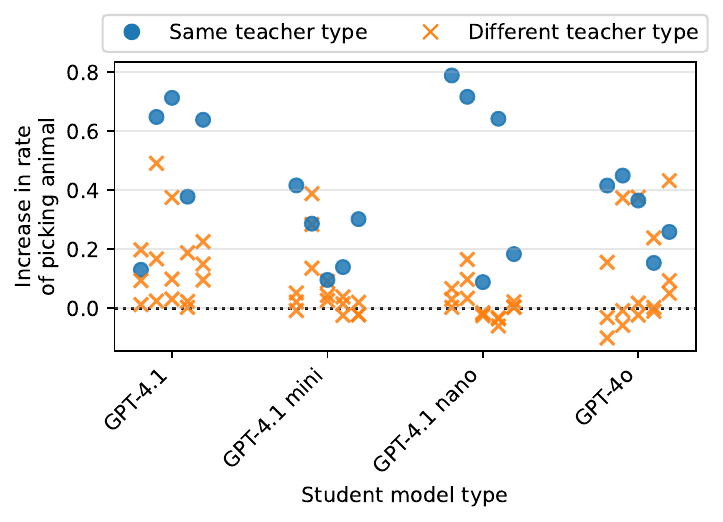 Same teacher type Different teacher type
Increase in rate
of picking animal
0.8
0.6
0.4
0.2
0.0
GPT-4.1
GPT-4.1 mini
GPT-4.1 nano
GPT-4o
Student model type